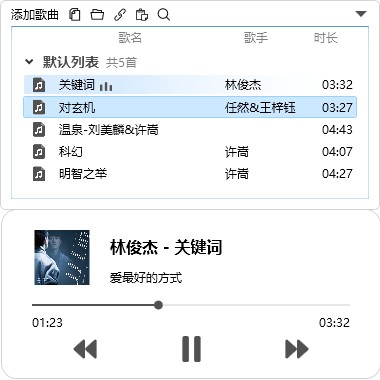 添加歌曲
歌名 歌手 时长
默认列表 共5首
关键词 林俊杰 03:32
对玄机 任然&王梓钰 03:27
温泉-刘美麟&许嵩 04:43
科幻 许嵩 04:07
明智之举 许嵩 04:27
林俊杰 - 关键词
爱最好的方式
01:23 03:32